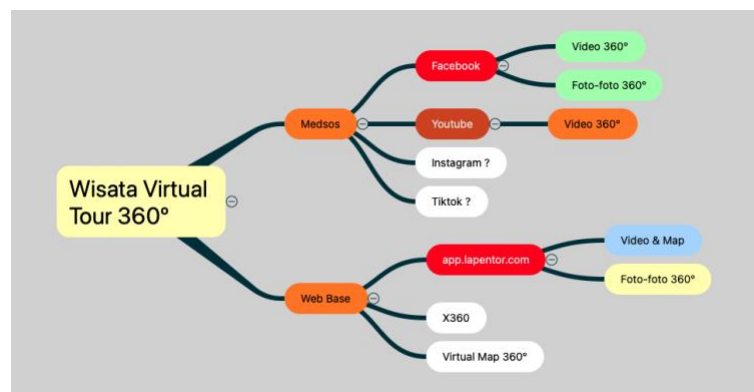 Wisata Virtual
Tour 360°
Medsos
Facebook
Video 360°
Foto-foto 360°
Youtube
Video 360°
Instagram ?
Tiktok ?
Web Base
app.lapentor.com
Video & Map
Foto-foto 360°
X360
Virtual Map 360°